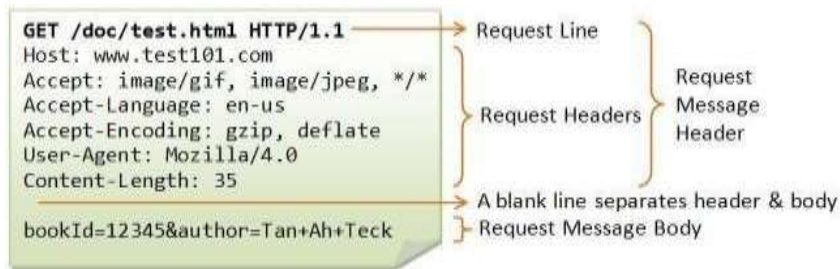 GET /doc/test.html HTTP/1.1
Host: www.test101.com
Accept: image/gif, image/jpeg, */*
Accept-Language: en-us
Accept-Encoding: gzip, deflate
User-Agent: Mozilla/4.0
Content-Length: 35
bookId=12345&author=Tan+Ah+Teck
Request Line
Request Headers
Request
Message
Header
A blank line separates header & body
Request Message Body